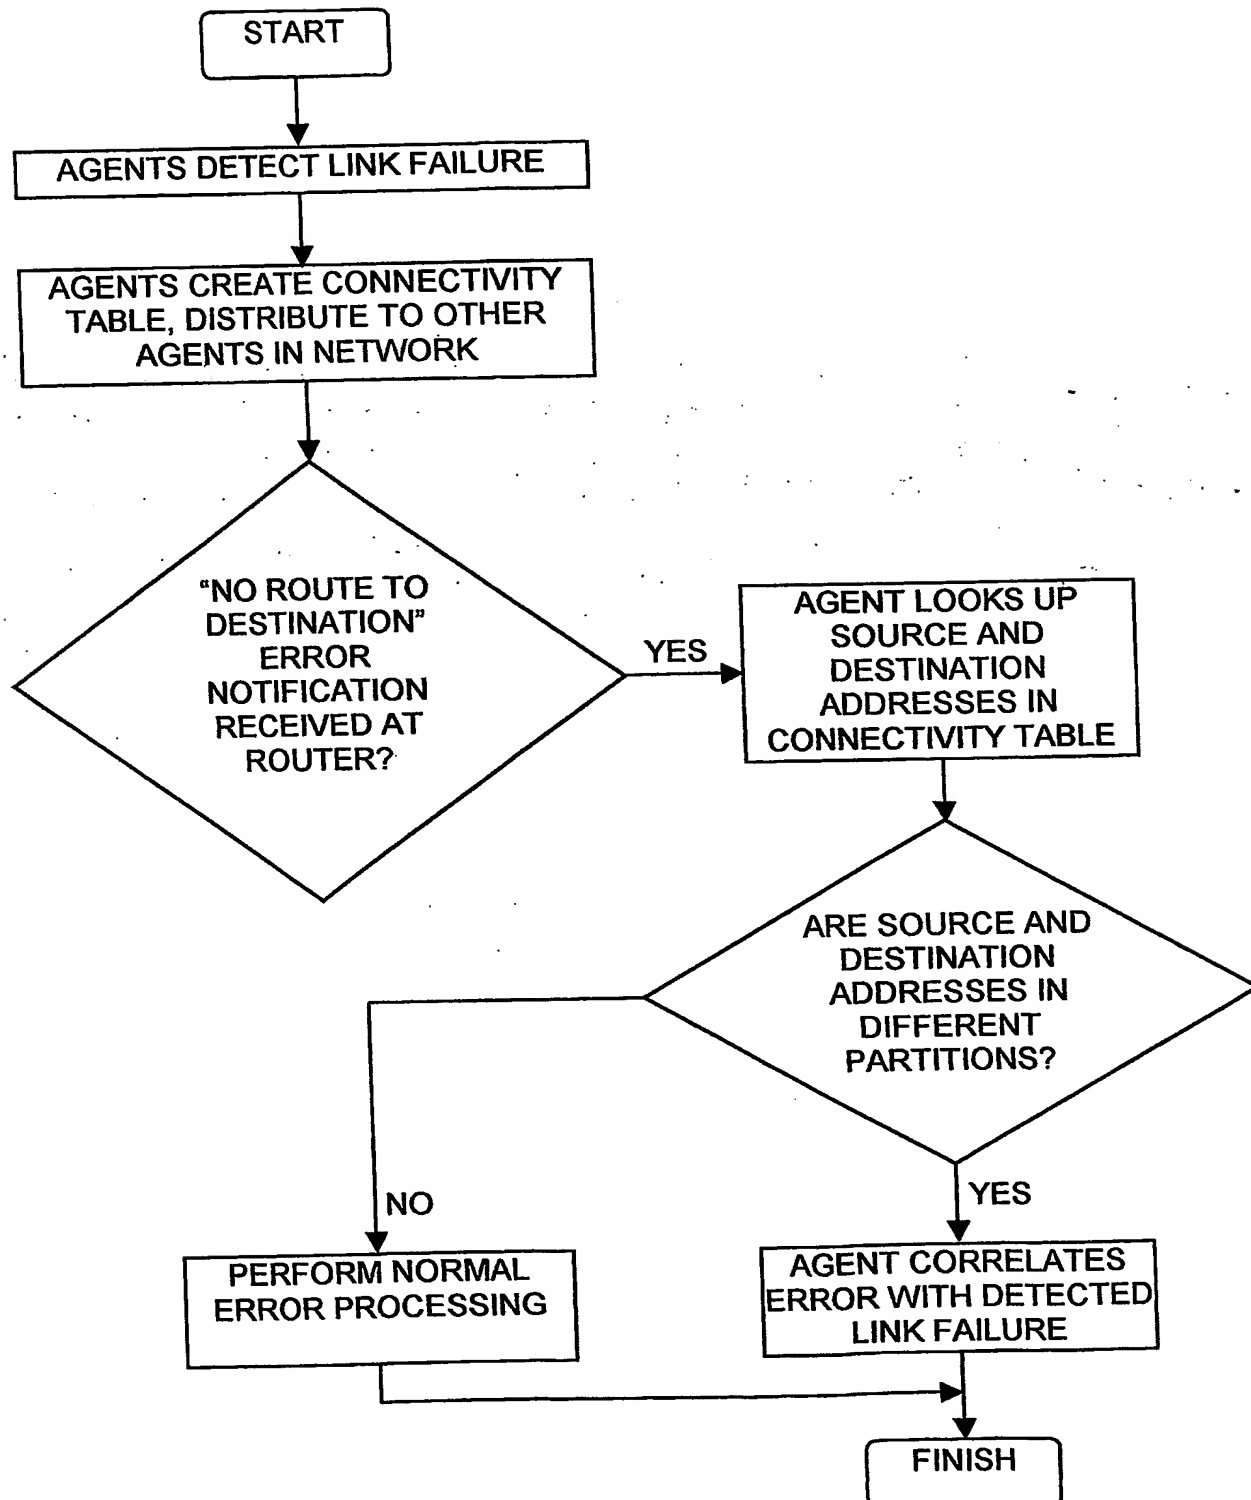 START
AGENTS DETECT LINK FAILURE
AGENTS CREATE CONNECTIVITY
TABLE, DISTRIBUTE TO OTHER
AGENTS IN NETWORK
“NO ROUTE TO
DESTINATION”
ERROR
NOTIFICATION
RECEIVED AT
ROUTER?
YES
AGENT LOOKS UP
SOURCE AND
DESTINATION
ADDRESSES IN
CONNECTIVITY TABLE
ARE SOURCE AND
DESTINATION
ADDRESSES IN
DIFFERENT
PARTITIONS?
NO
YES
PERFORM NORMAL
ERROR PROCESSING
AGENT CORRELATES
ERROR WITH DETECTED
LINK FAILURE
FINISH